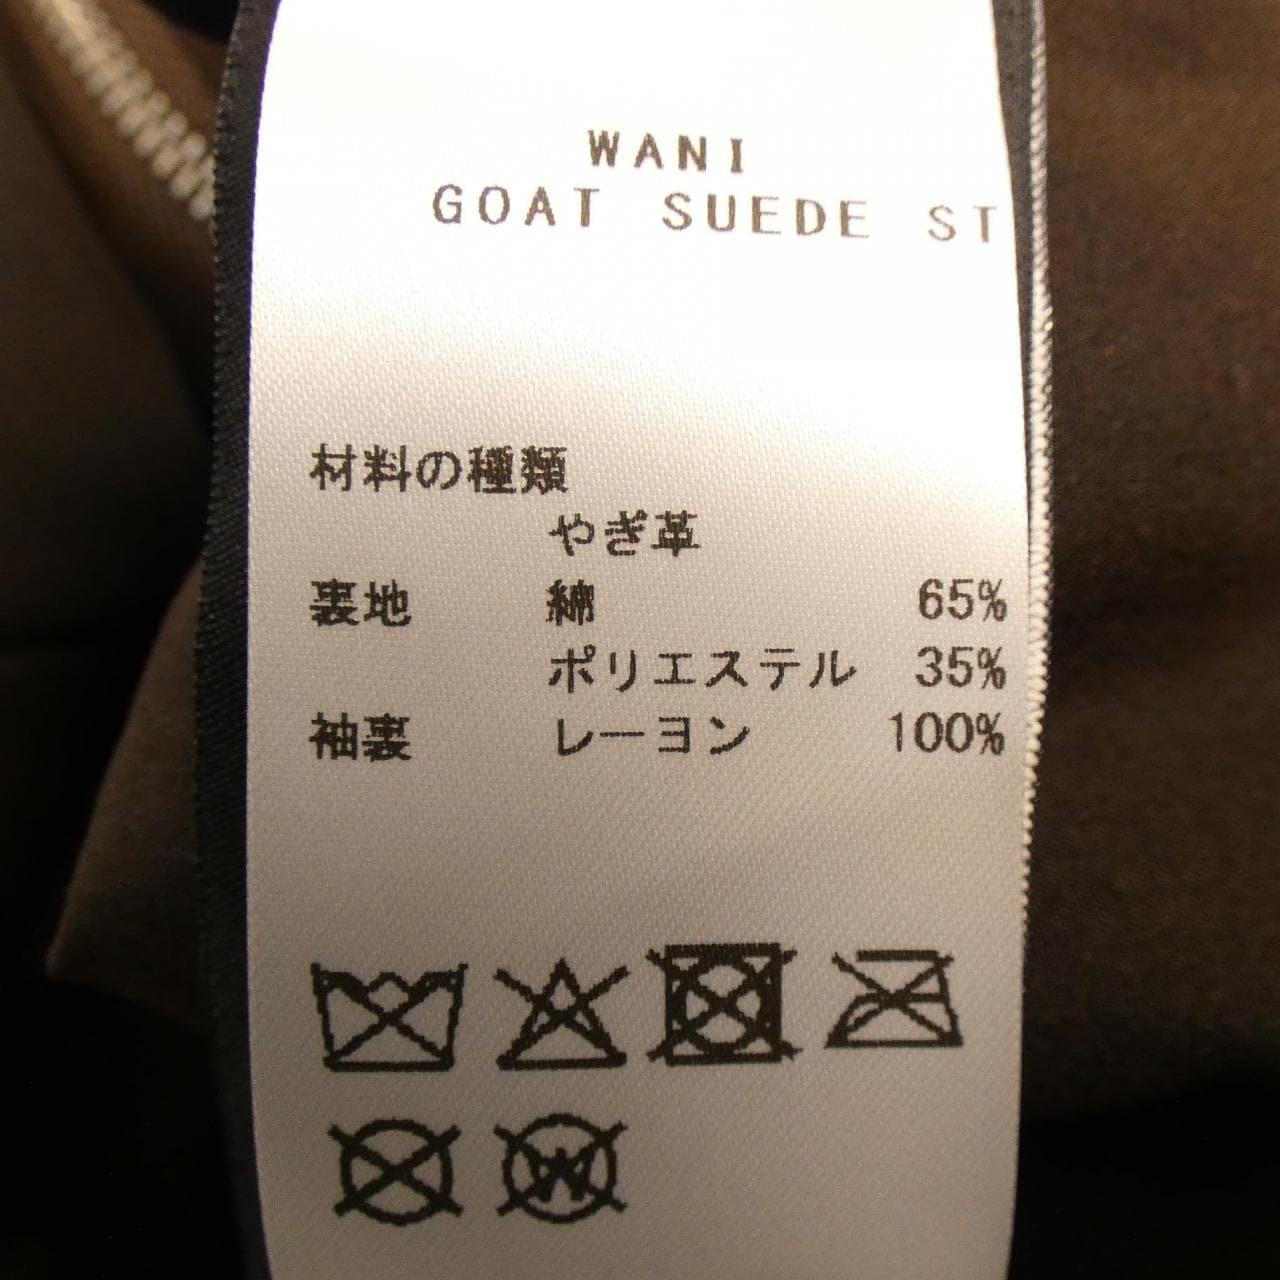 WANI
GOAT SUEDE ST
材料の種類
やぎ革
裏地 綿 65%
ポリエステル 35%
袖裏 レーヨン 100%
W